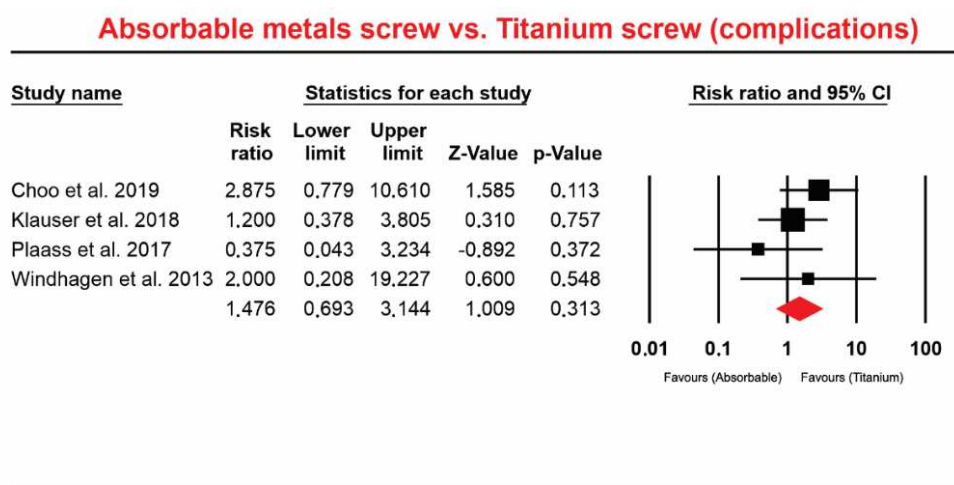 Absorbable metals screw vs. Titanium screw (complications)
Study name Statistics for each study Risk ratio and 95% CI
Risk Lower Upper
ratio limit limit Z-Value p-Value
Choo et al. 2019 2.875 0.779 10.610 1.585 0.113
Klauser et al. 2018 1.200 0.378 3.805 0.310 0.757
Plaass et al. 2017 0.375 0.043 3.234 -0.892 0.372
Windhagen et al. 2013 2.000 0.208 19.227 0.600 0.548
1.476 0.693 3.144 1.009 0.313
0.01 0.1 1 10 100
Favours (Absorbable) Favours (Titanium)